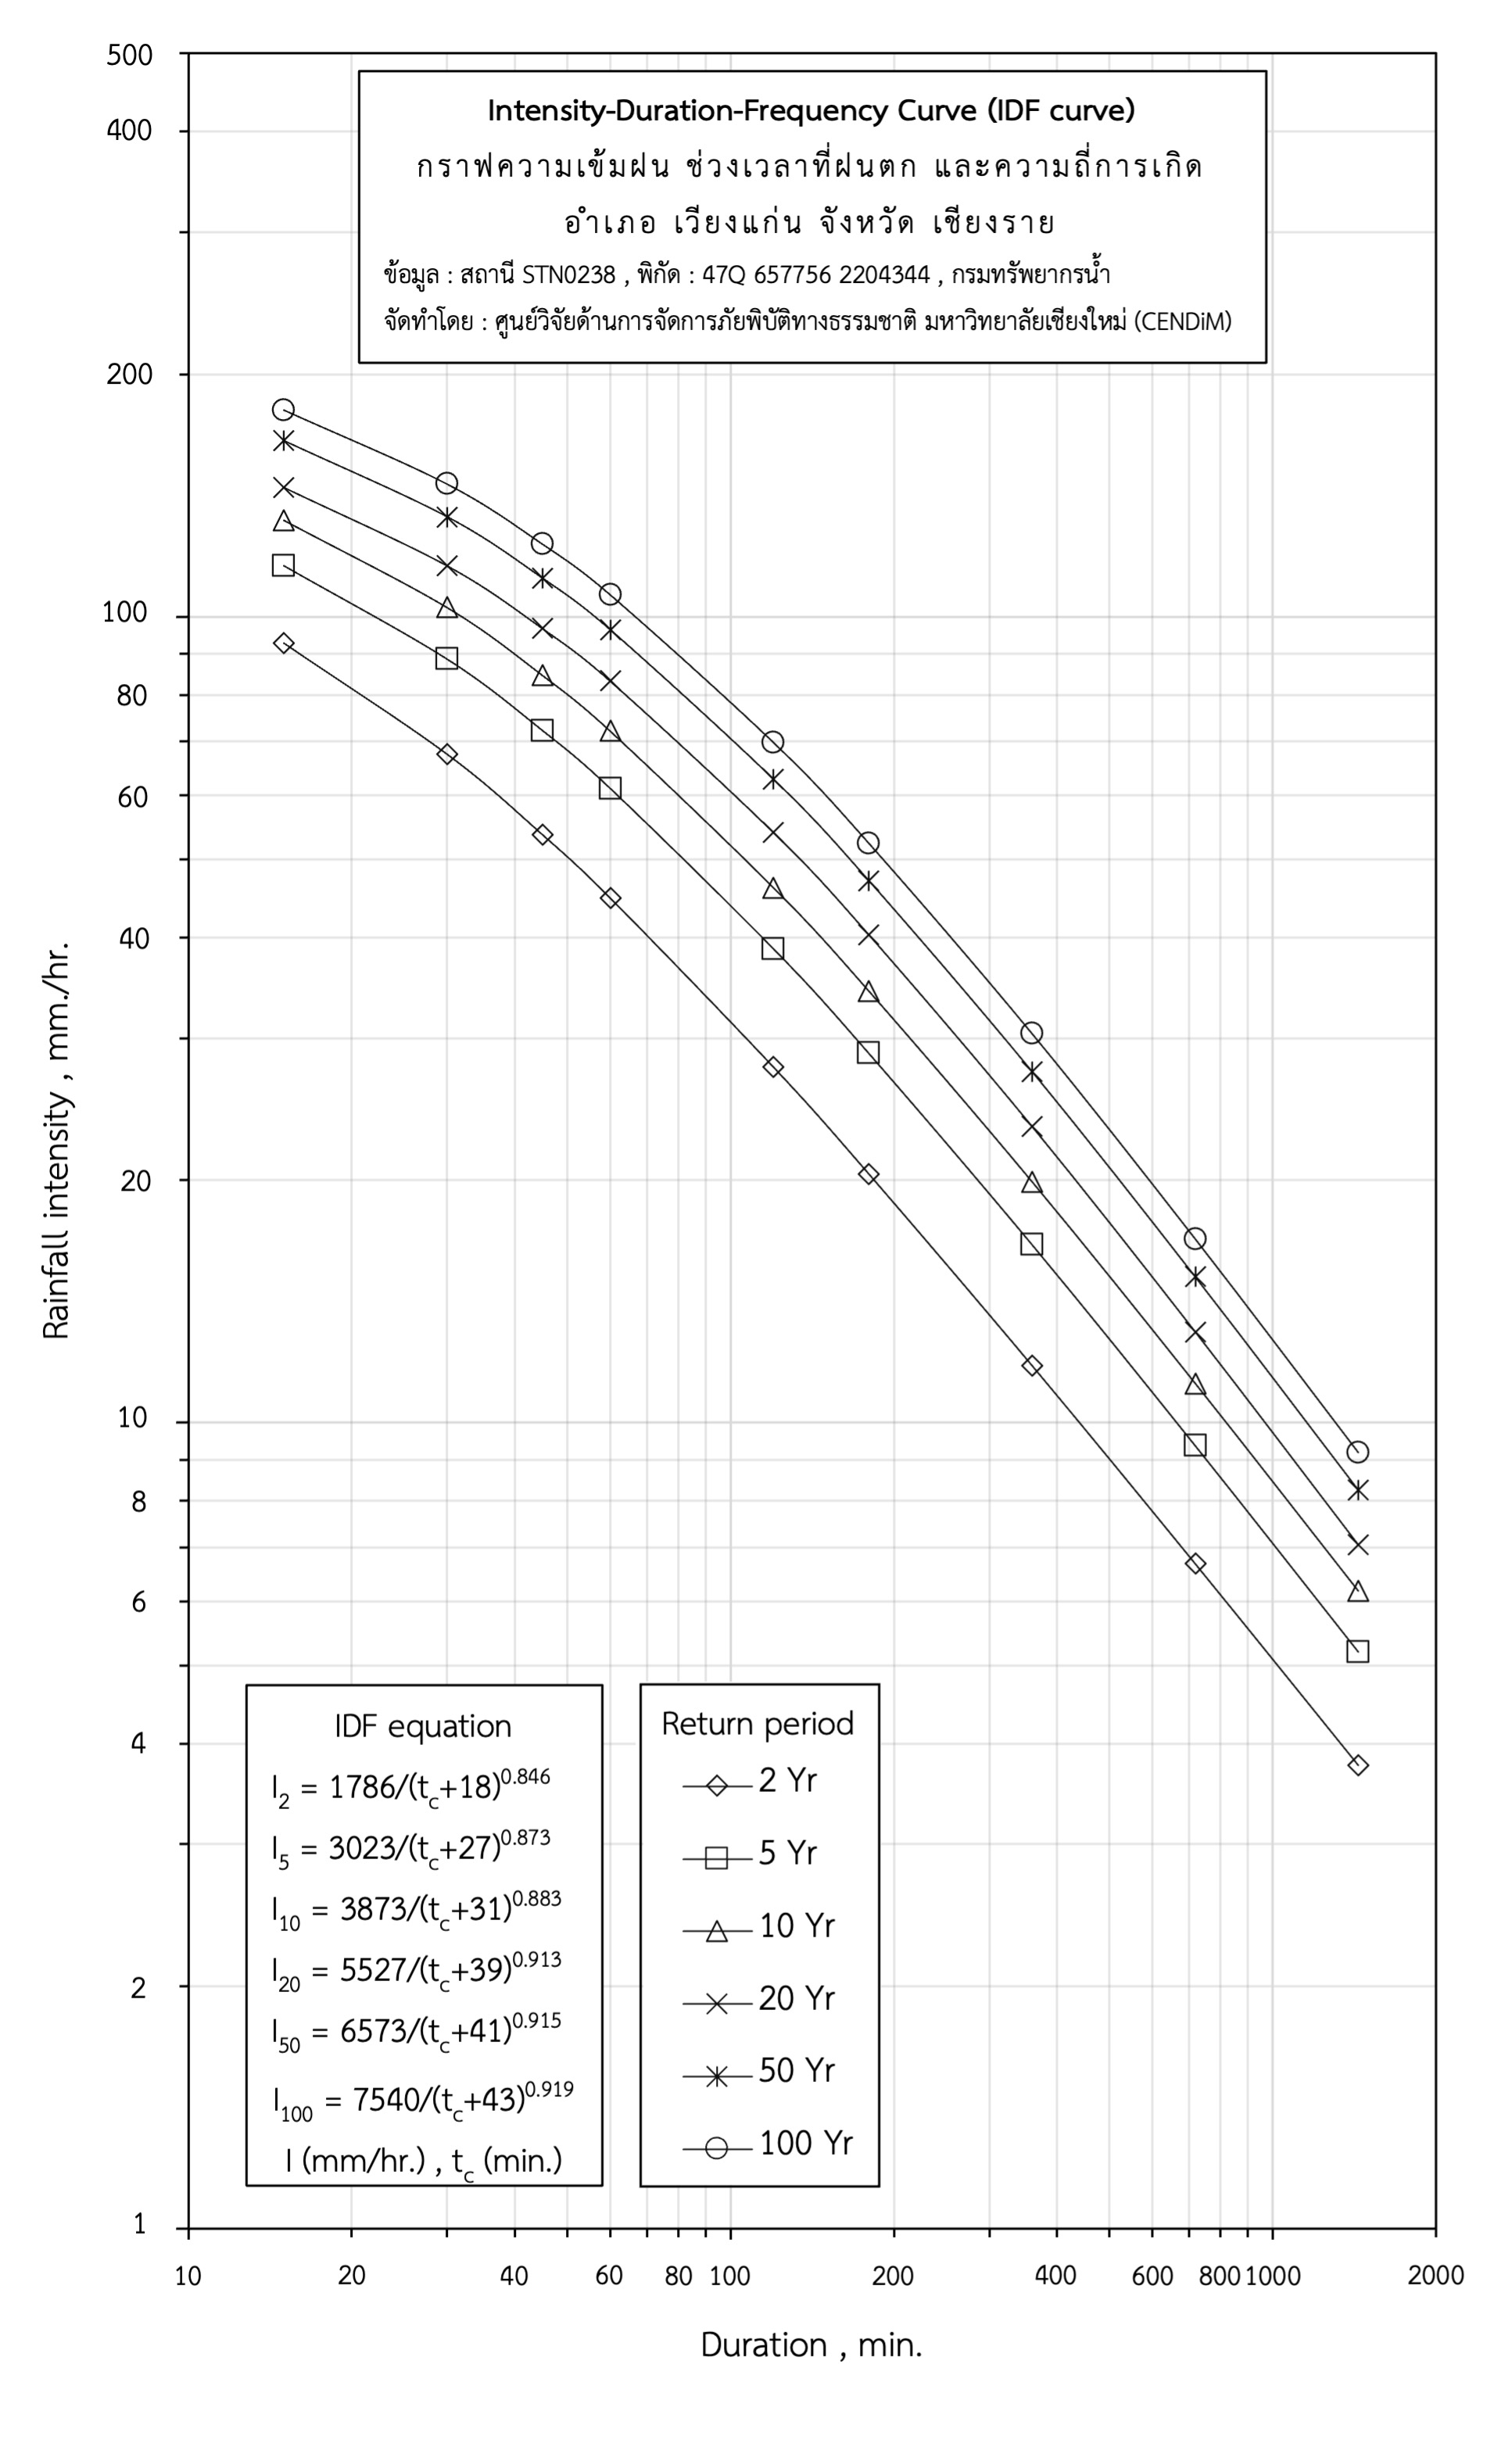 500
Intensity-Duration-Frequency Curve (IDF curve)
400
กราฟความเข้มฝน ช่วงเวลาที่ฝนตก และความถี่การเกิด
อำเภอ เวียงแก่น จังหวัด เชียงราย
ข้อมูล : สถานี STN0238 , พิกัด : 47Q 657756 2204344 , กรมทรัพยากรน้ำ
จัดทำโดย : ศูนย์วิจัยด้านการจัดการภัยพิบัติทางธรรมชาติ มหาวิทยาลัยเชียงใหม่ (CENDiM)
200
100
80
60
40
Rainfall intensity , mm./hr.
20
10
8
6
4
2
1
IDF equation
I2 = 1786/(tc+18)^0.846
I5 = 3023/(tc+27)^0.873
I10 = 3873/(tc+31)^0.883
I20 = 5527/(tc+39)^0.913
I50 = 6573/(tc+41)^0.915
I100 = 7540/(tc+43)^0.919
I (mm/hr.) , tc (min.)
Return period
2 Yr
5 Yr
10 Yr
20 Yr
50 Yr
100 Yr
10 20 40 60 80 100 200 400 600 800 1000 2000
Duration , min.